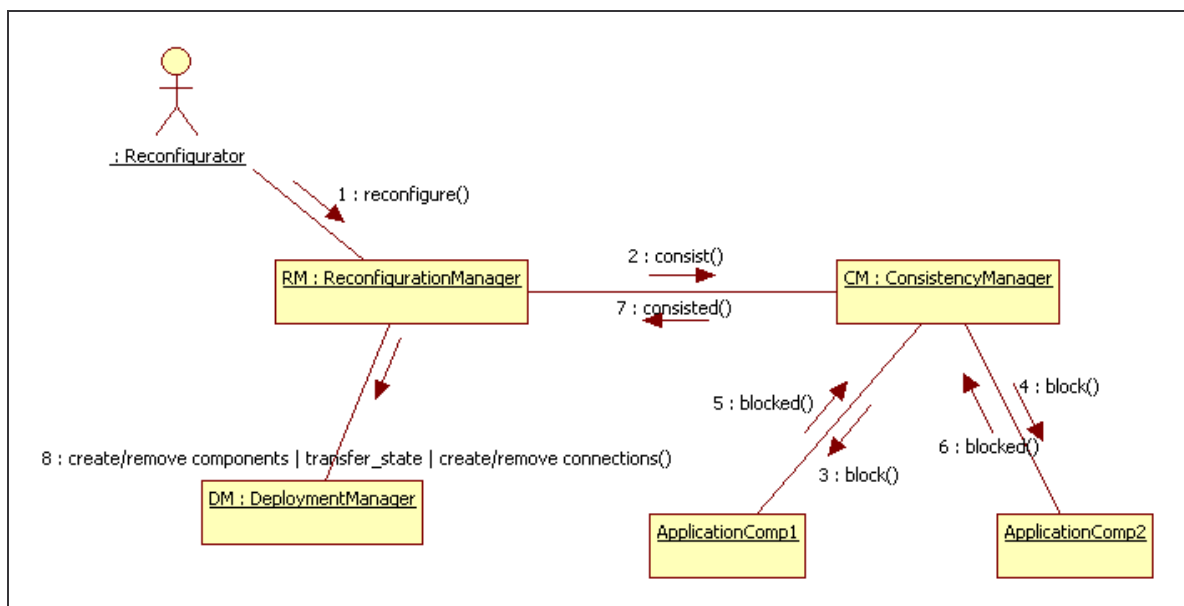 : Reconfigurator
1 : reconfigure()
RM : ReconfigurationManager
2 : consist()
7 : consisted()
CM : ConsistencyManager
5 : blocked()
3 : block()
4 : block()
6 : blocked()
8 : create/remove components | transfer_state | create/remove connections()
DM : DeploymentManager
ApplicationComp1
ApplicationComp2